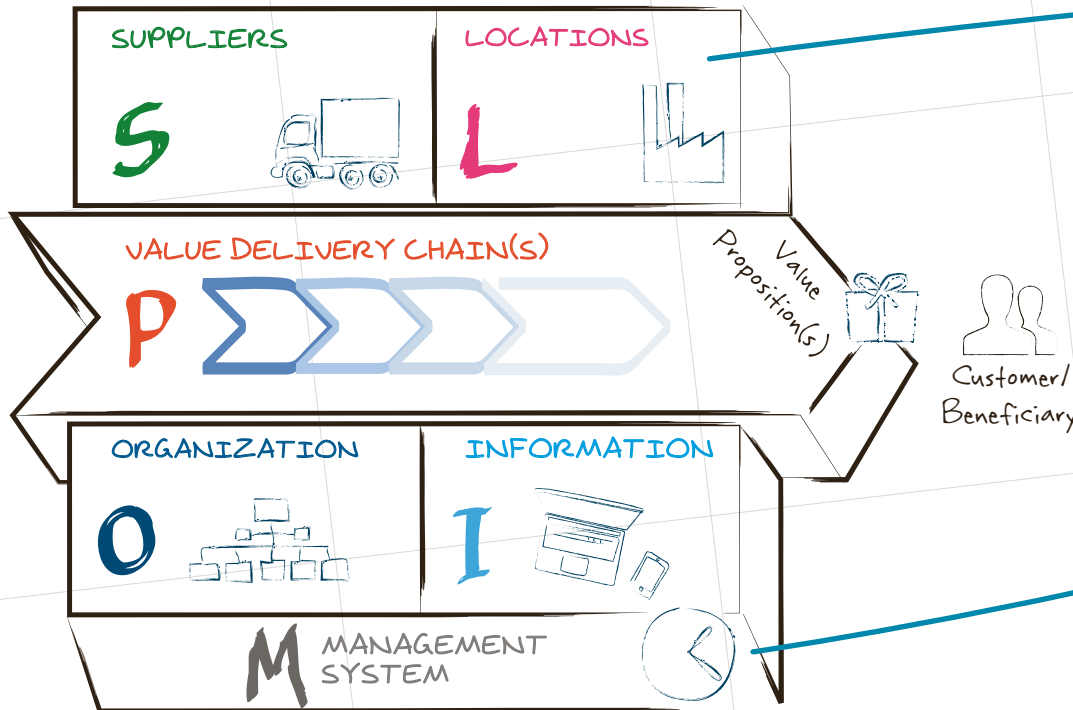 SUPPLIERS
LOCATIONS
S
L
VALUE DELIVERY CHAIN(S)
P
Value
Proposition(s)
Customer/
Beneficiary
ORGANIZATION
INFORMATION
O
I
M
MANAGEMENT
SYSTEM